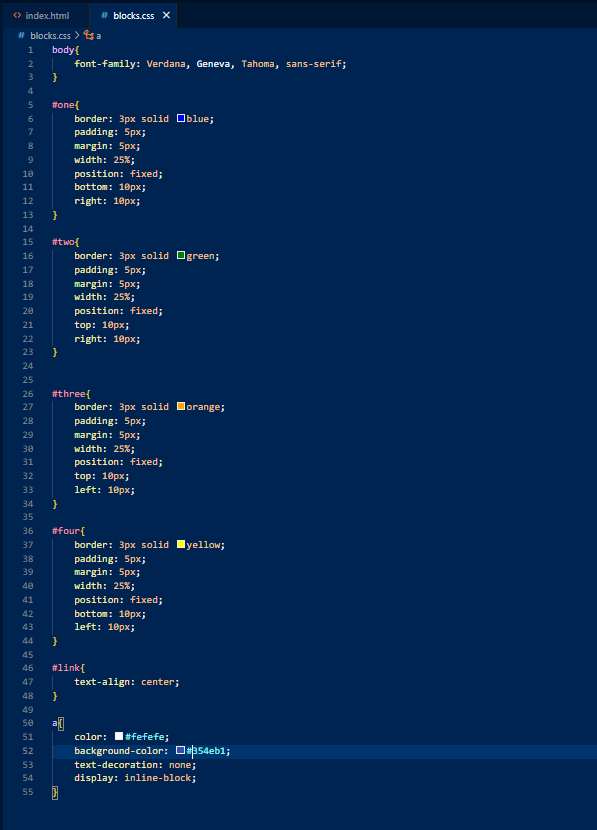 <> index.html # blocks.css ×
# blocks.css > a
1 body{
2 font-family: Verdana, Geneva, Tahoma, sans-serif;
3 }
4
5 #one{
6 border: 3px solid blue;
7 padding: 5px;
8 margin: 5px;
9 width: 25%;
10 position: fixed;
11 bottom: 10px;
12 right: 10px;
13 }
14
15 #two{
16 border: 3px solid green;
17 padding: 5px;
18 margin: 5px;
19 width: 25%;
20 position: fixed;
21 top: 10px;
22 right: 10px;
23 }
24
25
26 #three{
27 border: 3px solid orange;
28 padding: 5px;
29 margin: 5px;
30 width: 25%;
31 position: fixed;
32 top: 10px;
33 left: 10px;
34 }
35
36 #four{
37 border: 3px solid yellow;
38 padding: 5px;
39 margin: 5px;
40 width: 25%;
41 position: fixed;
42 bottom: 10px;
43 left: 10px;
44 }
45
46 #link{
47 text-align: center;
48 }
49
50 a{
51 color: #fefefe;
52 background-color: #354eb1;
53 text-decoration: none;
54 display: inline-block;
55 }